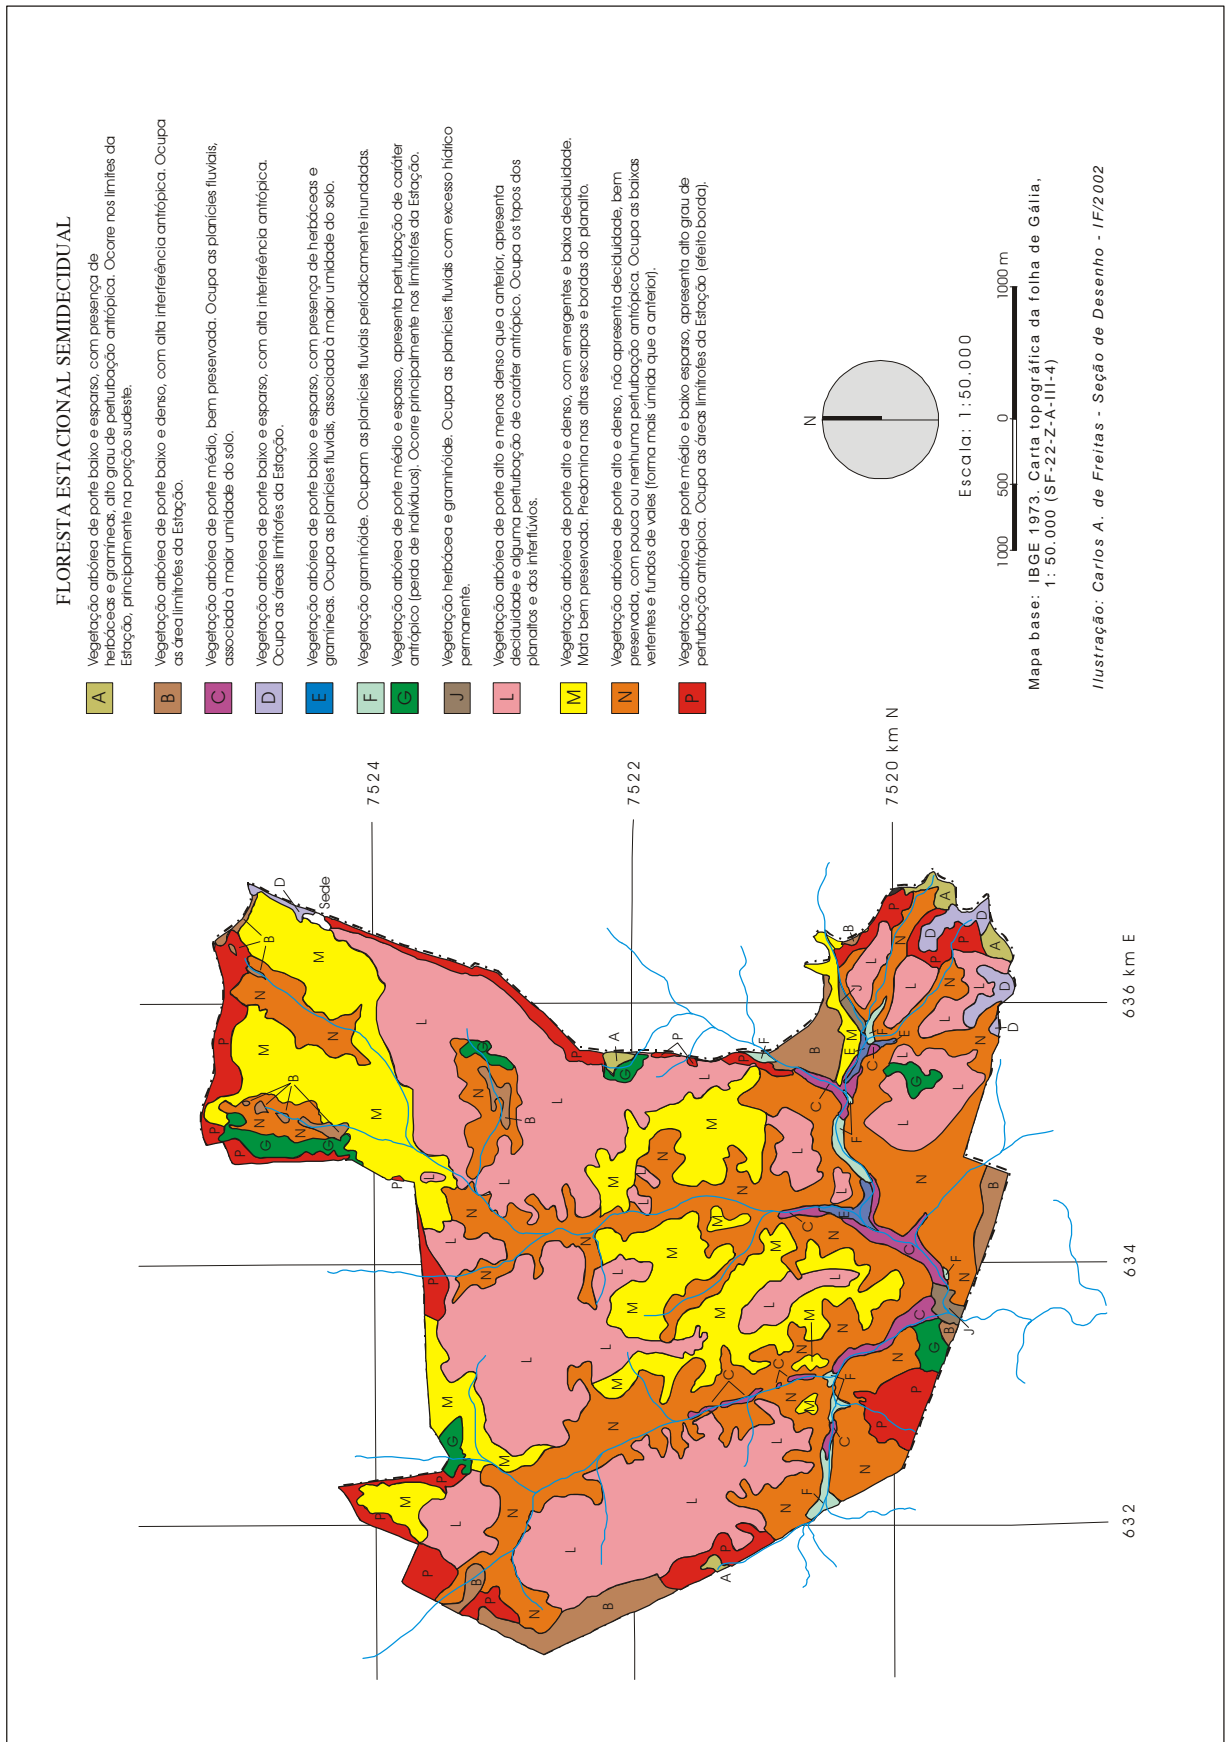 FLORESTA ESTACIONAL SEMIDECIDUAL
A
Vegetação arbórea de porte baixo e esparso, com presença de
herbáceas e gramíneas, alto grau de perturbação antrópica. Ocorre nos limites da
Estação, principalmente na porção sudeste.
B
Vegetação arbórea de porte baixo e denso, com alta interferência antrópica. Ocupa
as área limítrofes da Estação.
C
Vegetação arbórea de porte médio, bem preservada. Ocupa as planícies fluviais,
associada à maior umidade do solo.
D
Vegetação arbórea de porte baixo e esparso, com alta interferência antrópica.
Ocupa as áreas limítrofes da Estação.
E
Vegetação arbórea de porte baixo e esparso, com presença de herbáceas e
gramíneas. Ocupa as planícies fluviais, associada à maior umidade do solo.
F
Vegetação graminóide. Ocupam as planícies fluviais periodicamente inundadas.
G
Vegetação arbórea de porte médio e esparso, apresenta perturbação de caráter
antrópico (perda de indivíduos). Ocorre principalmente nos limítrofes da Estação.
J
Vegetação herbácea e graminóide. Ocupa as planícies fluviais com excesso hídrico
permanente.
L
Vegetação arbórea de porte alto e menos denso que a anterior, apresenta
deciduidade e alguma perturbação de caráter antrópico. Ocupa os topos dos
planaltos e dos interflúvios.
M
Vegetação arbórea de porte alto e denso, com emergentes e baixa deciduidade.
Mata bem preservada. Predomina nas altas escarpas e bordas do planalto.
N
Vegetação arbórea de porte alto e denso, não apresenta deciduidade, bem
preservada, com pouca ou nenhuma perturbação antrópica. Ocupa as baixas
vertentes e fundos de vales (forma mais úmida que a anterior).
P
Vegetação arbórea de porte médio e baixo esparso, apresenta alto grau de
perturbação antrópica. Ocupa as áreas limítrofes da Estação (efeito borda).
N
Escala: 1:50.000
1000 500 0 1000 m
Mapa base: IBGE 1973. Carta topográfica da folha de Gália,
1: 50.000 (SF-22-Z-A-III-4)
Ilustração: Carlos A. de Freitas - Seção de Desenho - IF/2002
7524
7522
7520 km N
632
634
636 km E
Sede
D
P
P
P
B
B
N
N
N
N
M
M
M
G
G
P
L
L
L
L
N
N
G
B
A
G
P
P
P
F
B
M
M
M
M
M
M
M
N
N
N
N
L
L
L
L
L
P
P
P
P
B
B
A
N
N
N
F
C
C
C
C
C
E
E
E
J
J
G
G
B
B
D
D
D
D
A
A